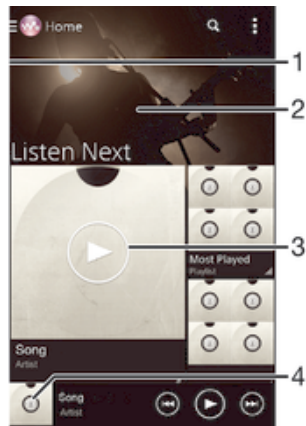 Home
1
2
Listen Next
3
Most Played
Playlist
Song
Artist
4
Song
Artist